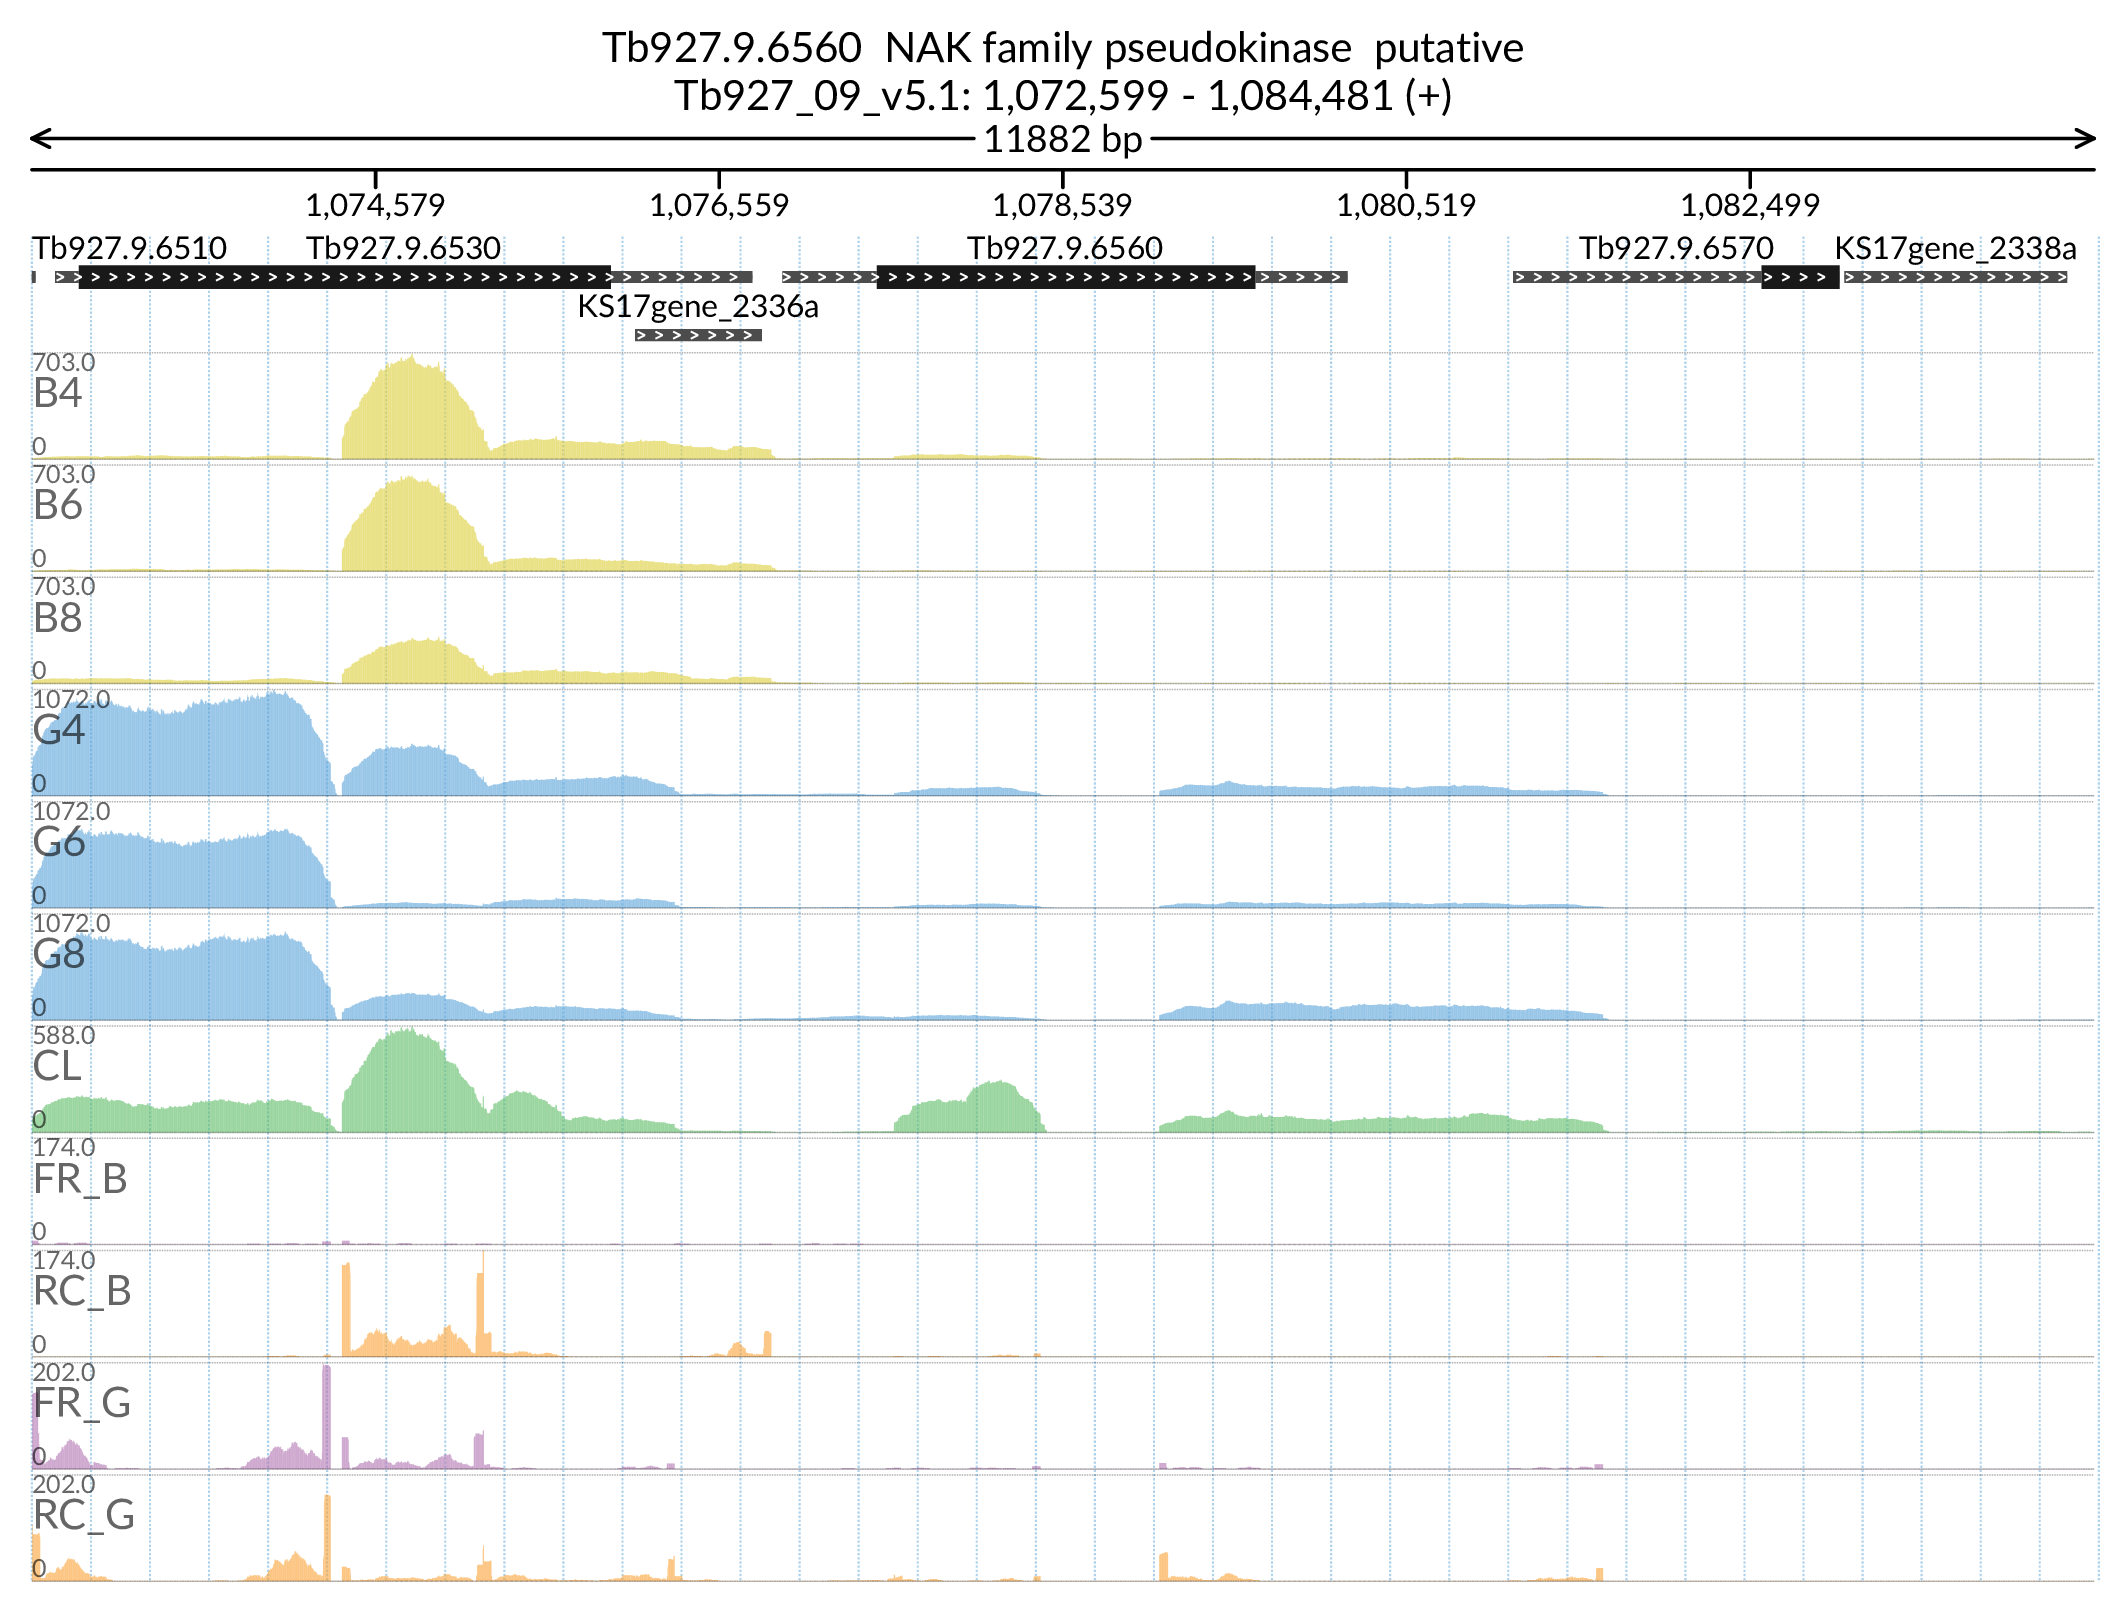 Tb927.9.6560 NAK family pseudokinase putative
Tb927_09_v5.1: 1,072,599 - 1,084,481 (+)
11882 bp
1,074,579 1,076,559 1,078,539 1,080,519 1,082,499
Tb927.9.6510 Tb927.9.6530 Tb927.9.6560 Tb927.9.6570 KS17gene_2338a
KS17gene_2336a
703.0
B4
0
703.0
B6
0
703.0
B8
0
1072.0
G4
0
1072.0
G6
0
1072.0
G8
0
588.0
CL
0
174.0
FR_B
0
174.0
RC_B
0
202.0
FR_G
0
202.0
RC_G
0